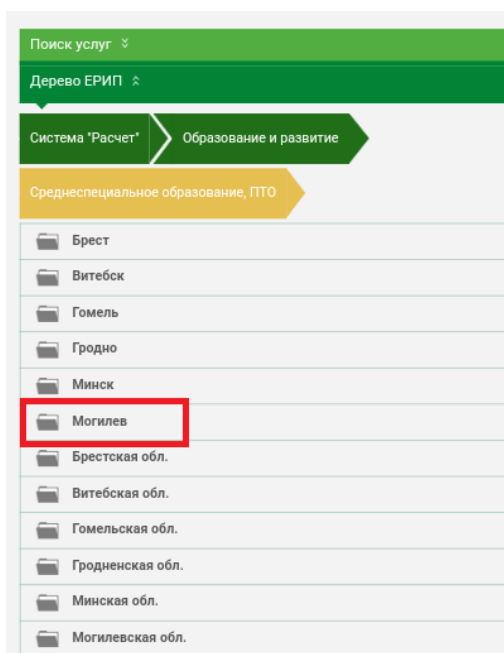 Поиск услуг
Дерево ЕРИП
Система "Расчет" Образование и развитие
Среднеспециальное образование, ПТО
Брест
Витебск
Гомель
Гродно
Минск
Могилев
Брестская обл.
Витебская обл.
Гомельская обл.
Гродненская обл.
Минская обл.
Могилевская обл.